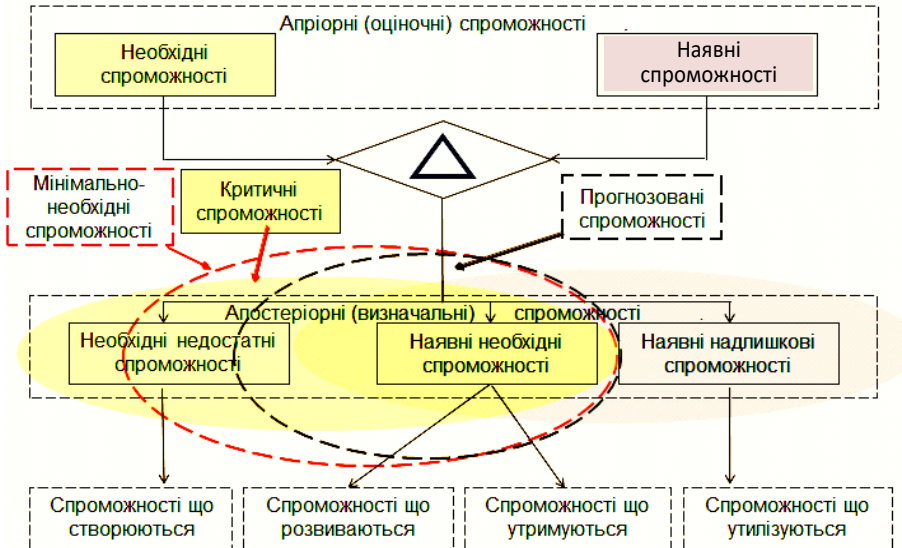 Апріорні (оціночні) спроможності
Необхідні
спроможності
Наявні
спроможності
Мінімально-
необхідні
спроможності
Критичні
спроможності
Прогнозовані
спроможності
Апостеріорні (визначальні) спроможності
Необхідні недостатні
спроможності
Наявні необхідні
спроможності
Наявні надлишкові
спроможності
Спроможності що
створюються
Спроможності що
розвиваються
Спроможності що
утримуються
Спроможності що
утилізуються